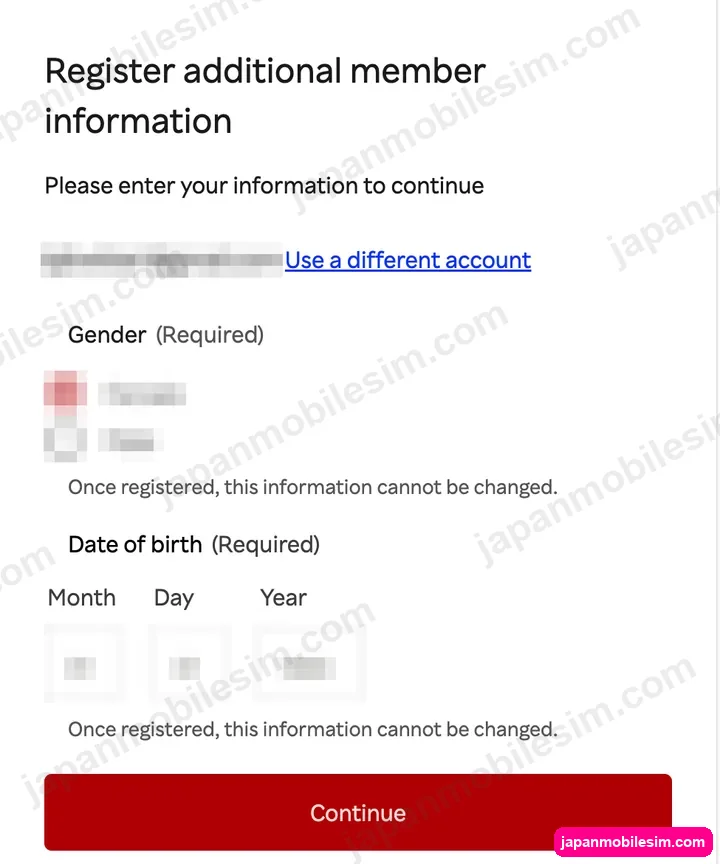 Register additional member
information
Please enter your information to continue
Use a different account
Gender (Required)
Once registered, this information cannot be changed.
Date of birth (Required)
Month Day Year
Once registered, this information cannot be changed.
Continue
japanmobilesim.com